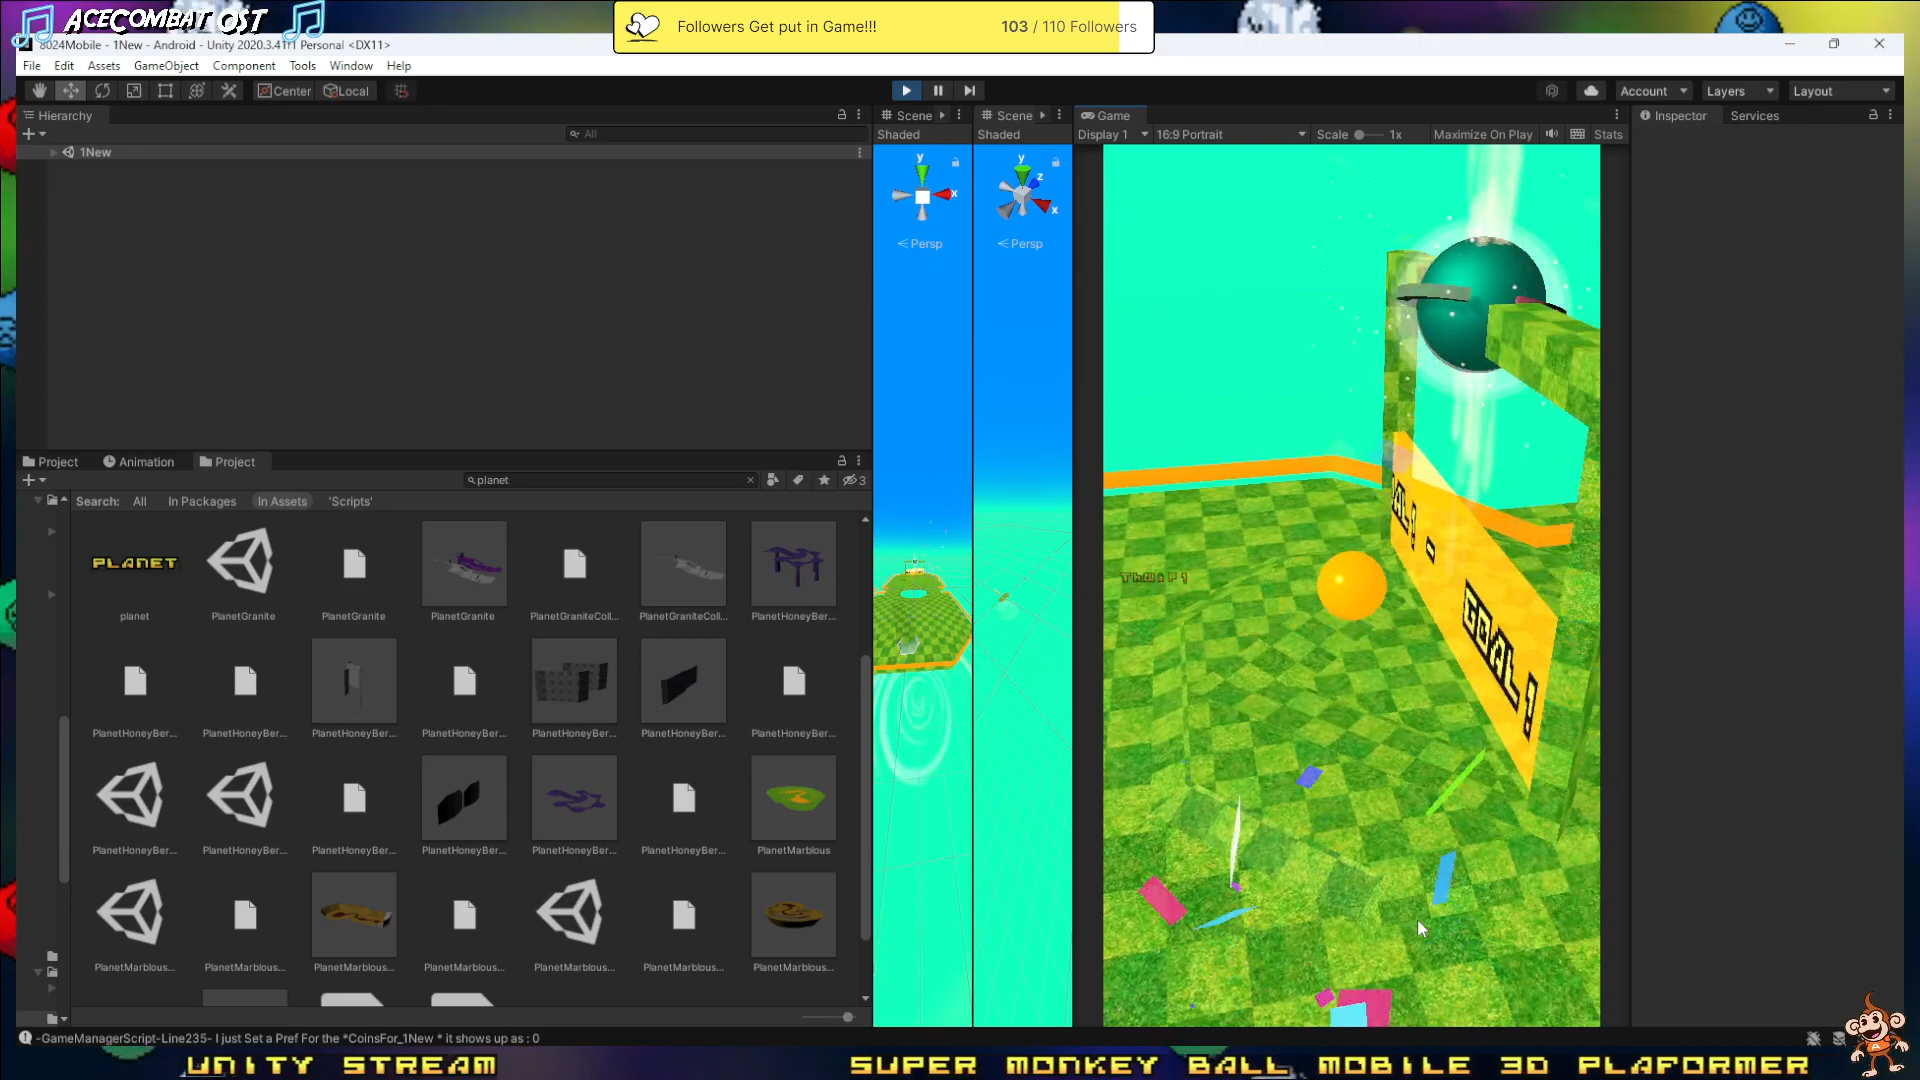 ACECOMBAT OST
Followers Get put in Game!!! 103 / 110 Followers
8024Mobile - 1New - Android - Unity 2020.3.41f1 Personal <DX11>
File Edit Assets GameObject Component Tools Window Help
Center Local Account Layers Layout
Hierarchy Scene Scene Game Inspector Services
All Shaded Shaded Display 1 16:9 Portrait Scale 1x Maximize On Play Stats
1New
y x y z x
Persp Persp
Project Animation Project
planet 3
Search: All In Packages In Assets 'Scripts'
PLANET
planet PlanetGranite PlanetGranite PlanetGranite PlanetGraniteColl... PlanetGraniteColl... PlanetHoneyBer...
PlanetHoneyBer... PlanetHoneyBer... PlanetHoneyBer... PlanetHoneyBer... PlanetHoneyBer... PlanetHoneyBer... PlanetHoneyBer...
PlanetHoneyBer... PlanetHoneyBer... PlanetHoneyBer... PlanetHoneyBer... PlanetHoneyBer... PlanetHoneyBer... PlanetMarblous
PlanetMarblous... PlanetMarblous... PlanetMarblous... PlanetMarblous... PlanetMarblous... PlanetMarblous... PlanetMarblous...
AL! - GOAL!
-GameManagerScript-Line235- I just Set a Pref For the *CoinsFor_1New * it shows up as : 0
UNITY STREAM SUPER MONKEY BALL MOBILE 3D PLAFORMER